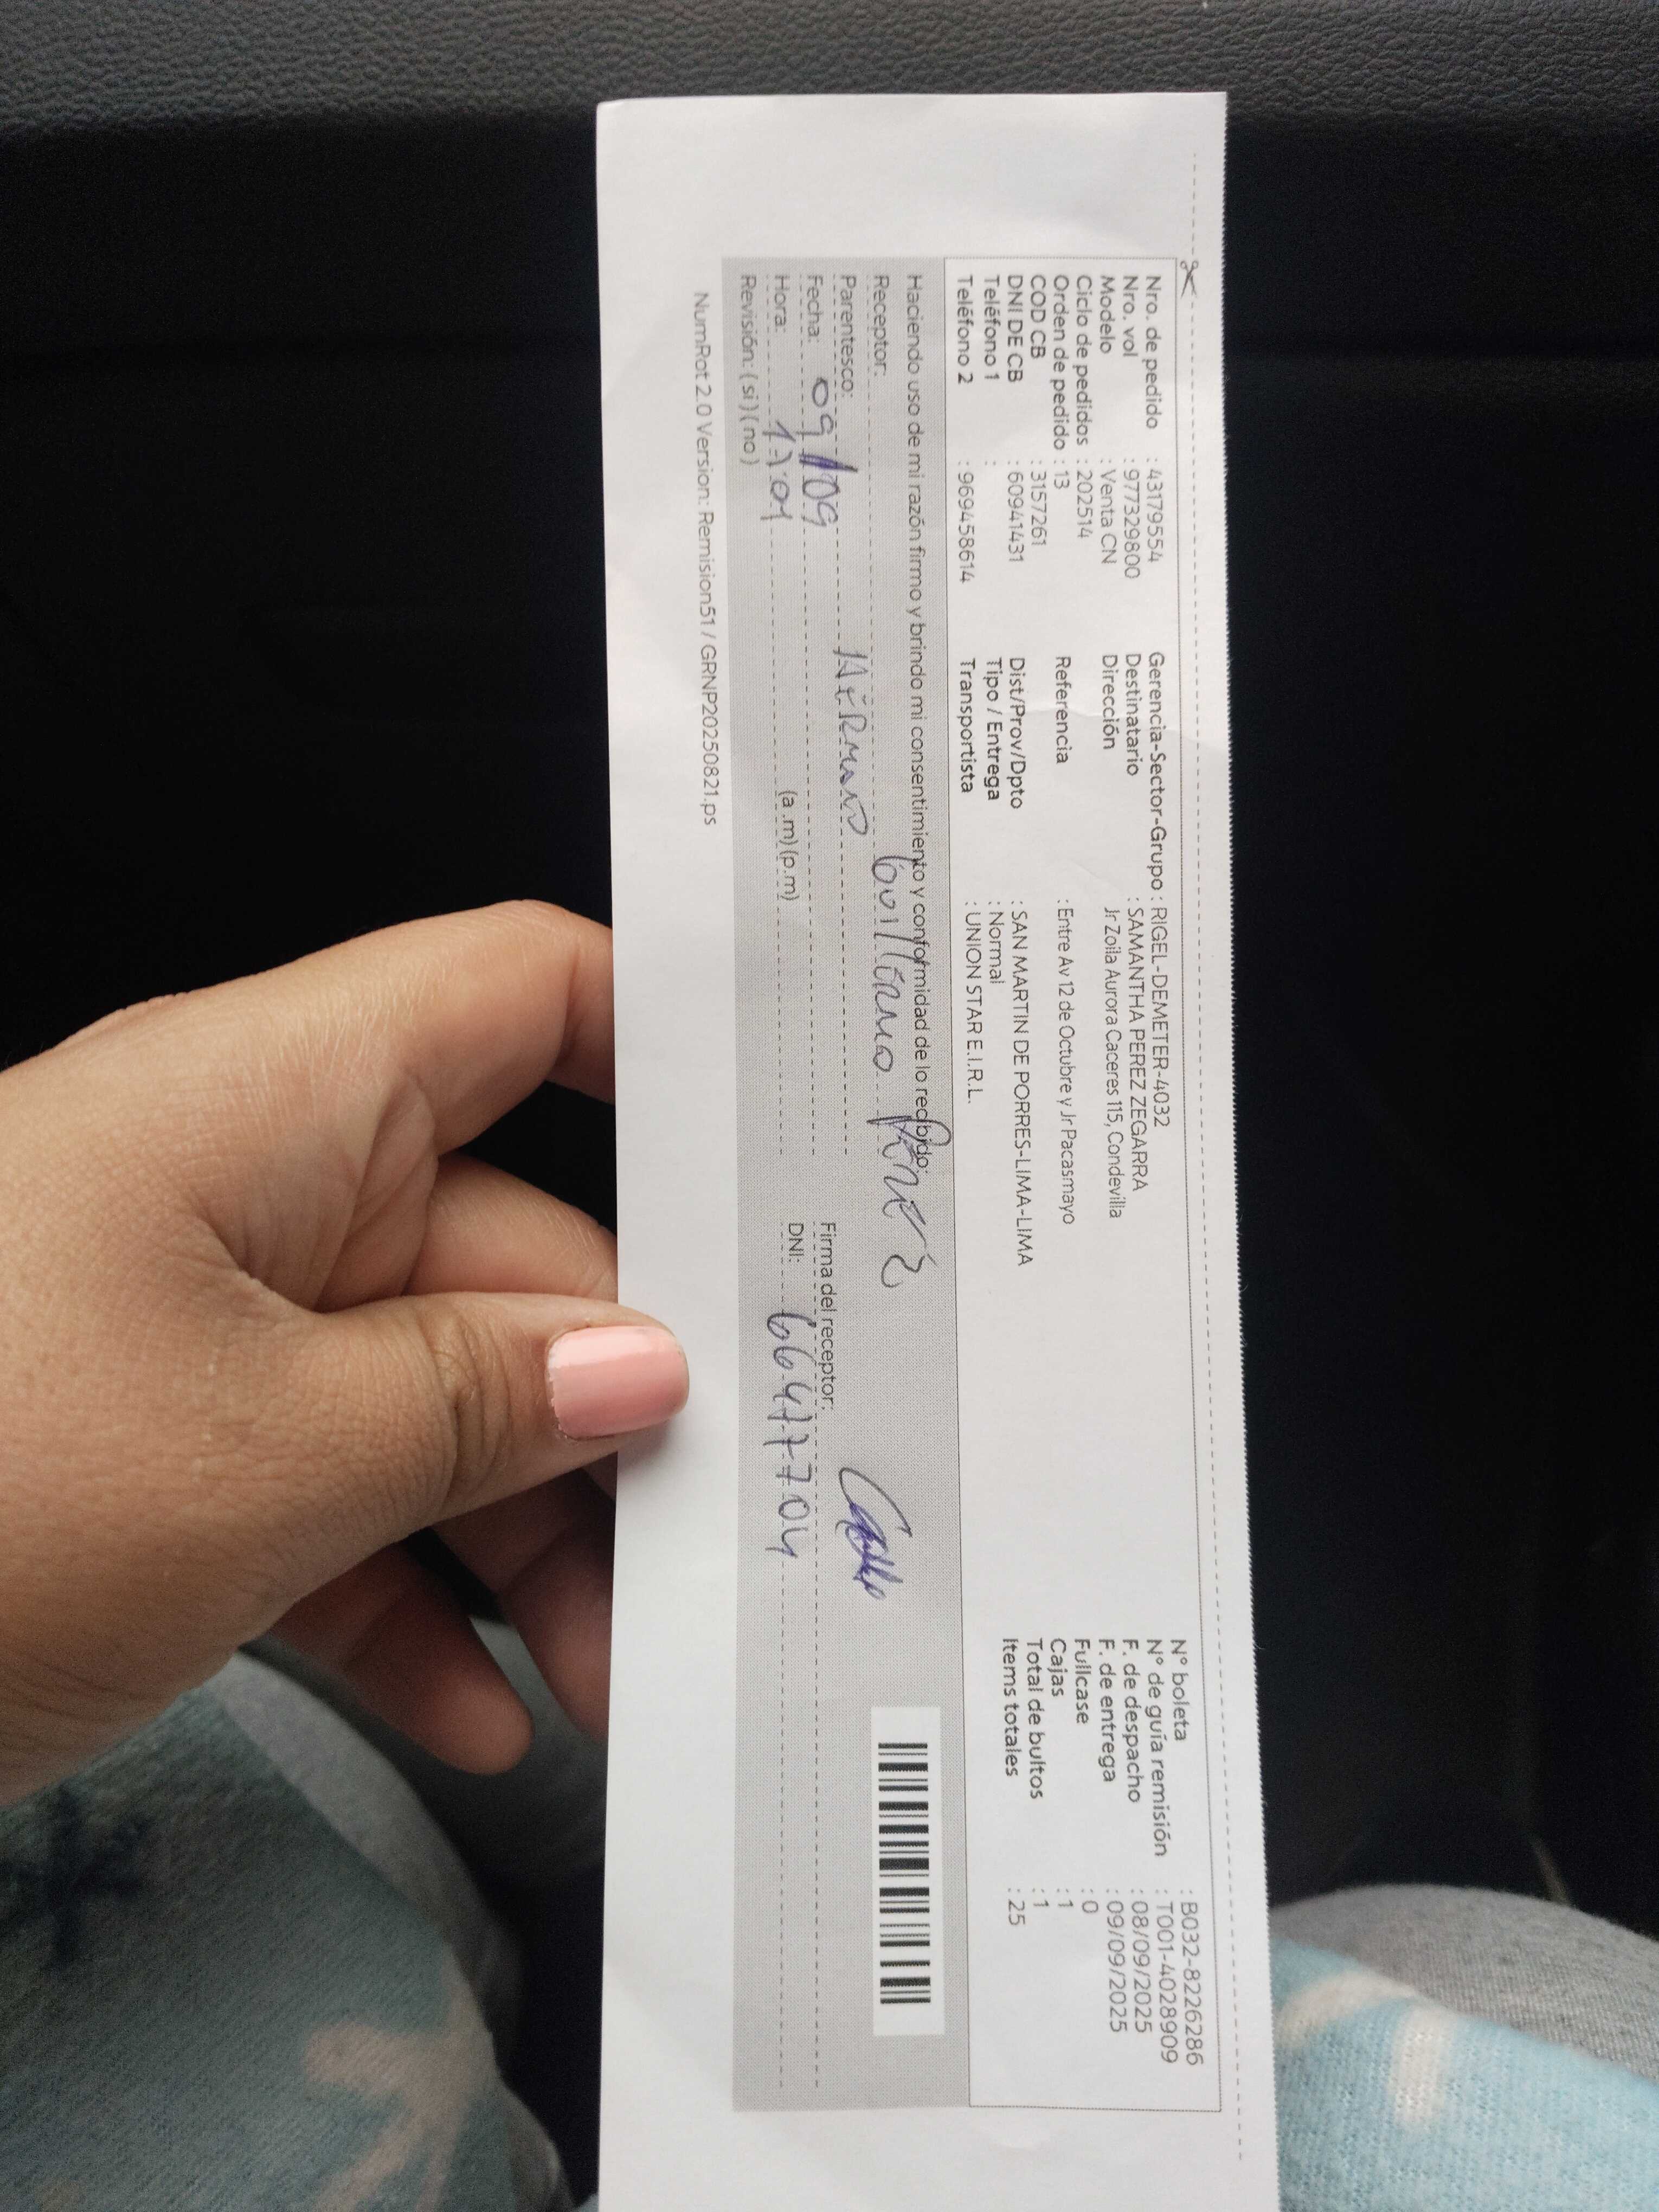 Nro. de pedido : 43179554
Nro. vol : 977329800
Modelo : Venta CN
Ciclo de pedidos : 202514
Orden de pedido : 13
COD CB : 3157261
DNI DE CB : 60941431
Teléfono 1 :
Teléfono 2 : 969458614
Gerencia-Sector-Grupo : RIGEL-DEMETER-4032
Destinatario : SAMANTHA PEREZ ZEGARRA
Dirección Jr Zoila Aurora Caceres 115, Condevilla
Referencia : Entre Av 12 de Octubre y Jr Pacasmayo
Dist/Prov/Dpto : SAN MARTIN DE PORRES-LIMA-LIMA
Tipo / Entrega : Normal
Transportista : UNION STAR E.I.R.L.
N° boleta : B032-8226286
N° de guía remisión : T001-4028909
F. de despacho : 08/09/2025
F. de entrega : 09/09/2025
Fullcase : 0
Cajas : 1
Total de bultos : 1
Items totales : 25
Haciendo uso de mi razón firmo y brindo mi consentimiento y conformidad de lo recibido:
Receptor: Guillermo
Parentesco:
Fecha: 09/09
Hora: (a.m) (p.m)
Revisión: ( si ) ( no )
Firma del receptor:
DNI: 66477704
NumRot 2.0 Version: Remision51 / GRNP20250821.ps